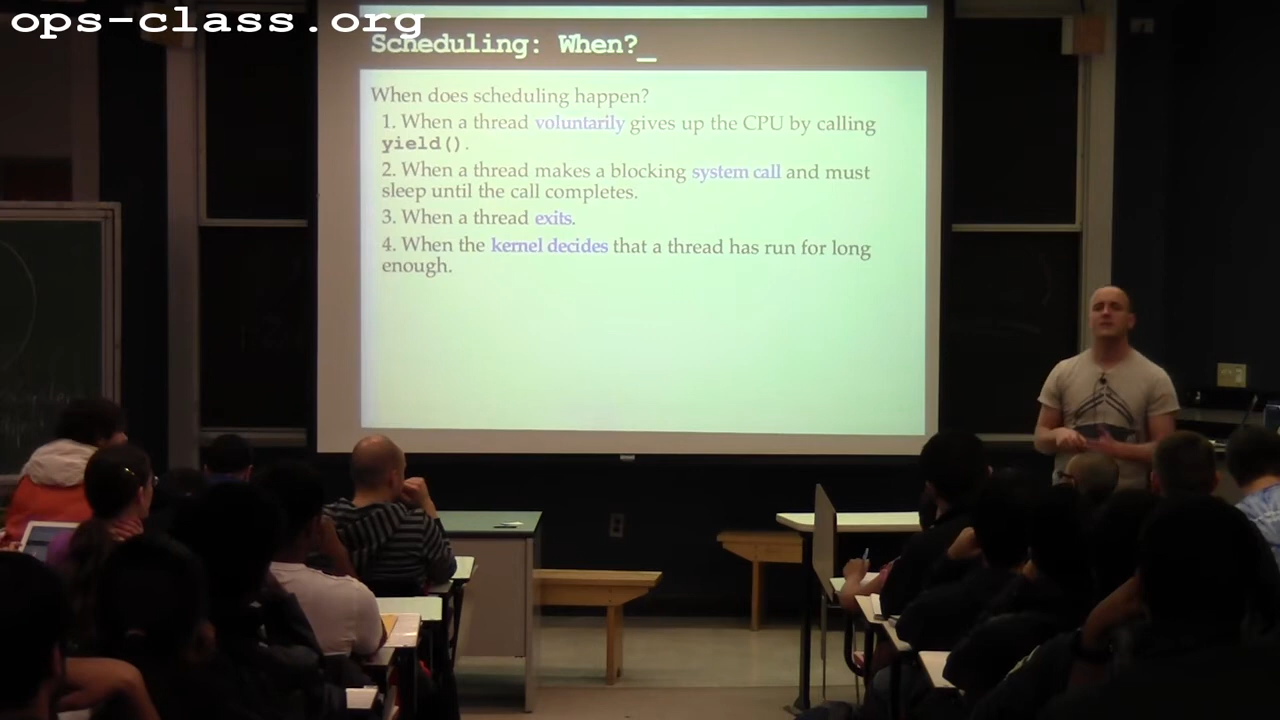 ops-class.org
Scheduling: When?_
When does scheduling happen?
1. When a thread voluntarily gives up the CPU by calling
yield().
2. When a thread makes a blocking system call and must
sleep until the call completes.
3. When a thread exits.
4. When the kernel decides that a thread has run for long
enough.